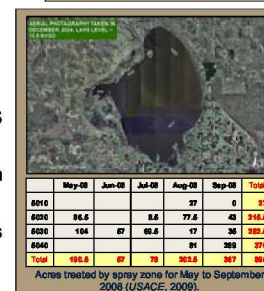 AERIAL PHOTOGRAPHY TAKEN IN
DECEMBER, 2004. LAKE LEVEL –
May-08 Jun-08 Jul-08 Aug-08 Sep-08 Total
5010 27 0
5020 86.5 8.5 77.5 43
5030 104 57 69.5 17 35
5040 81 289
Total 190.5 57 78 202.5 367
Acres treated by spray zone for May to September
2008 (USACE, 2009).